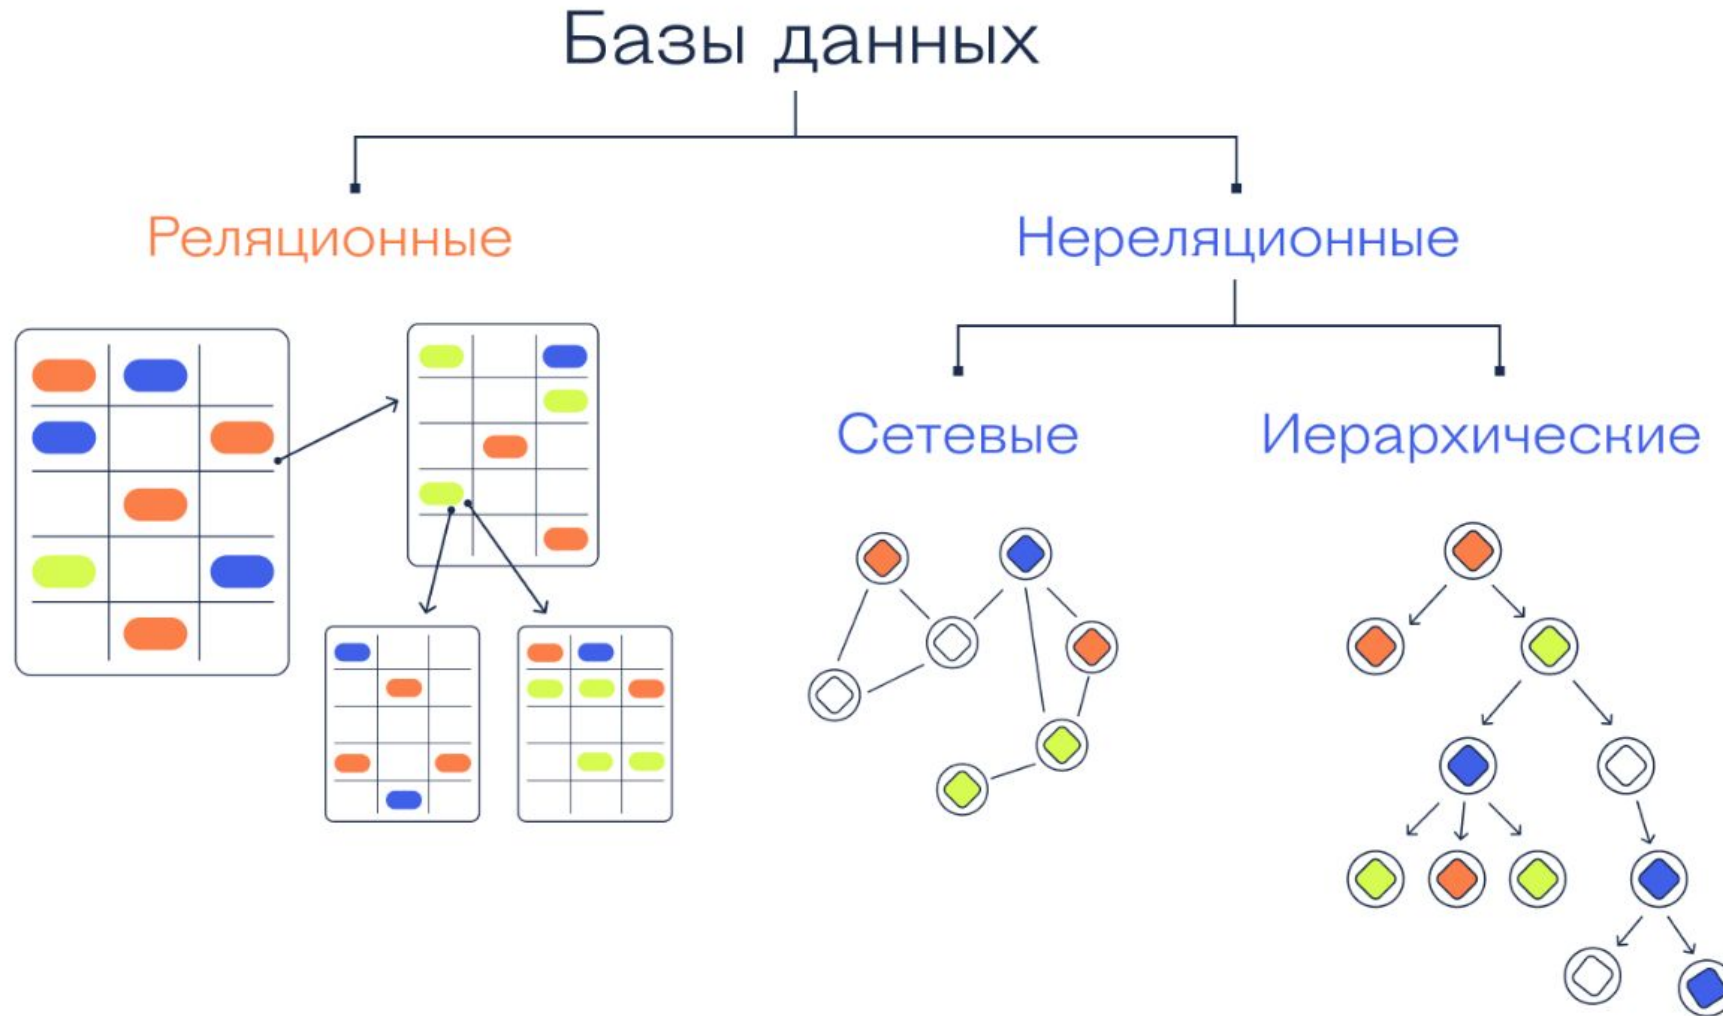 Базы данных
Реляционные
Нереляционные
Сетевые
Иерархические